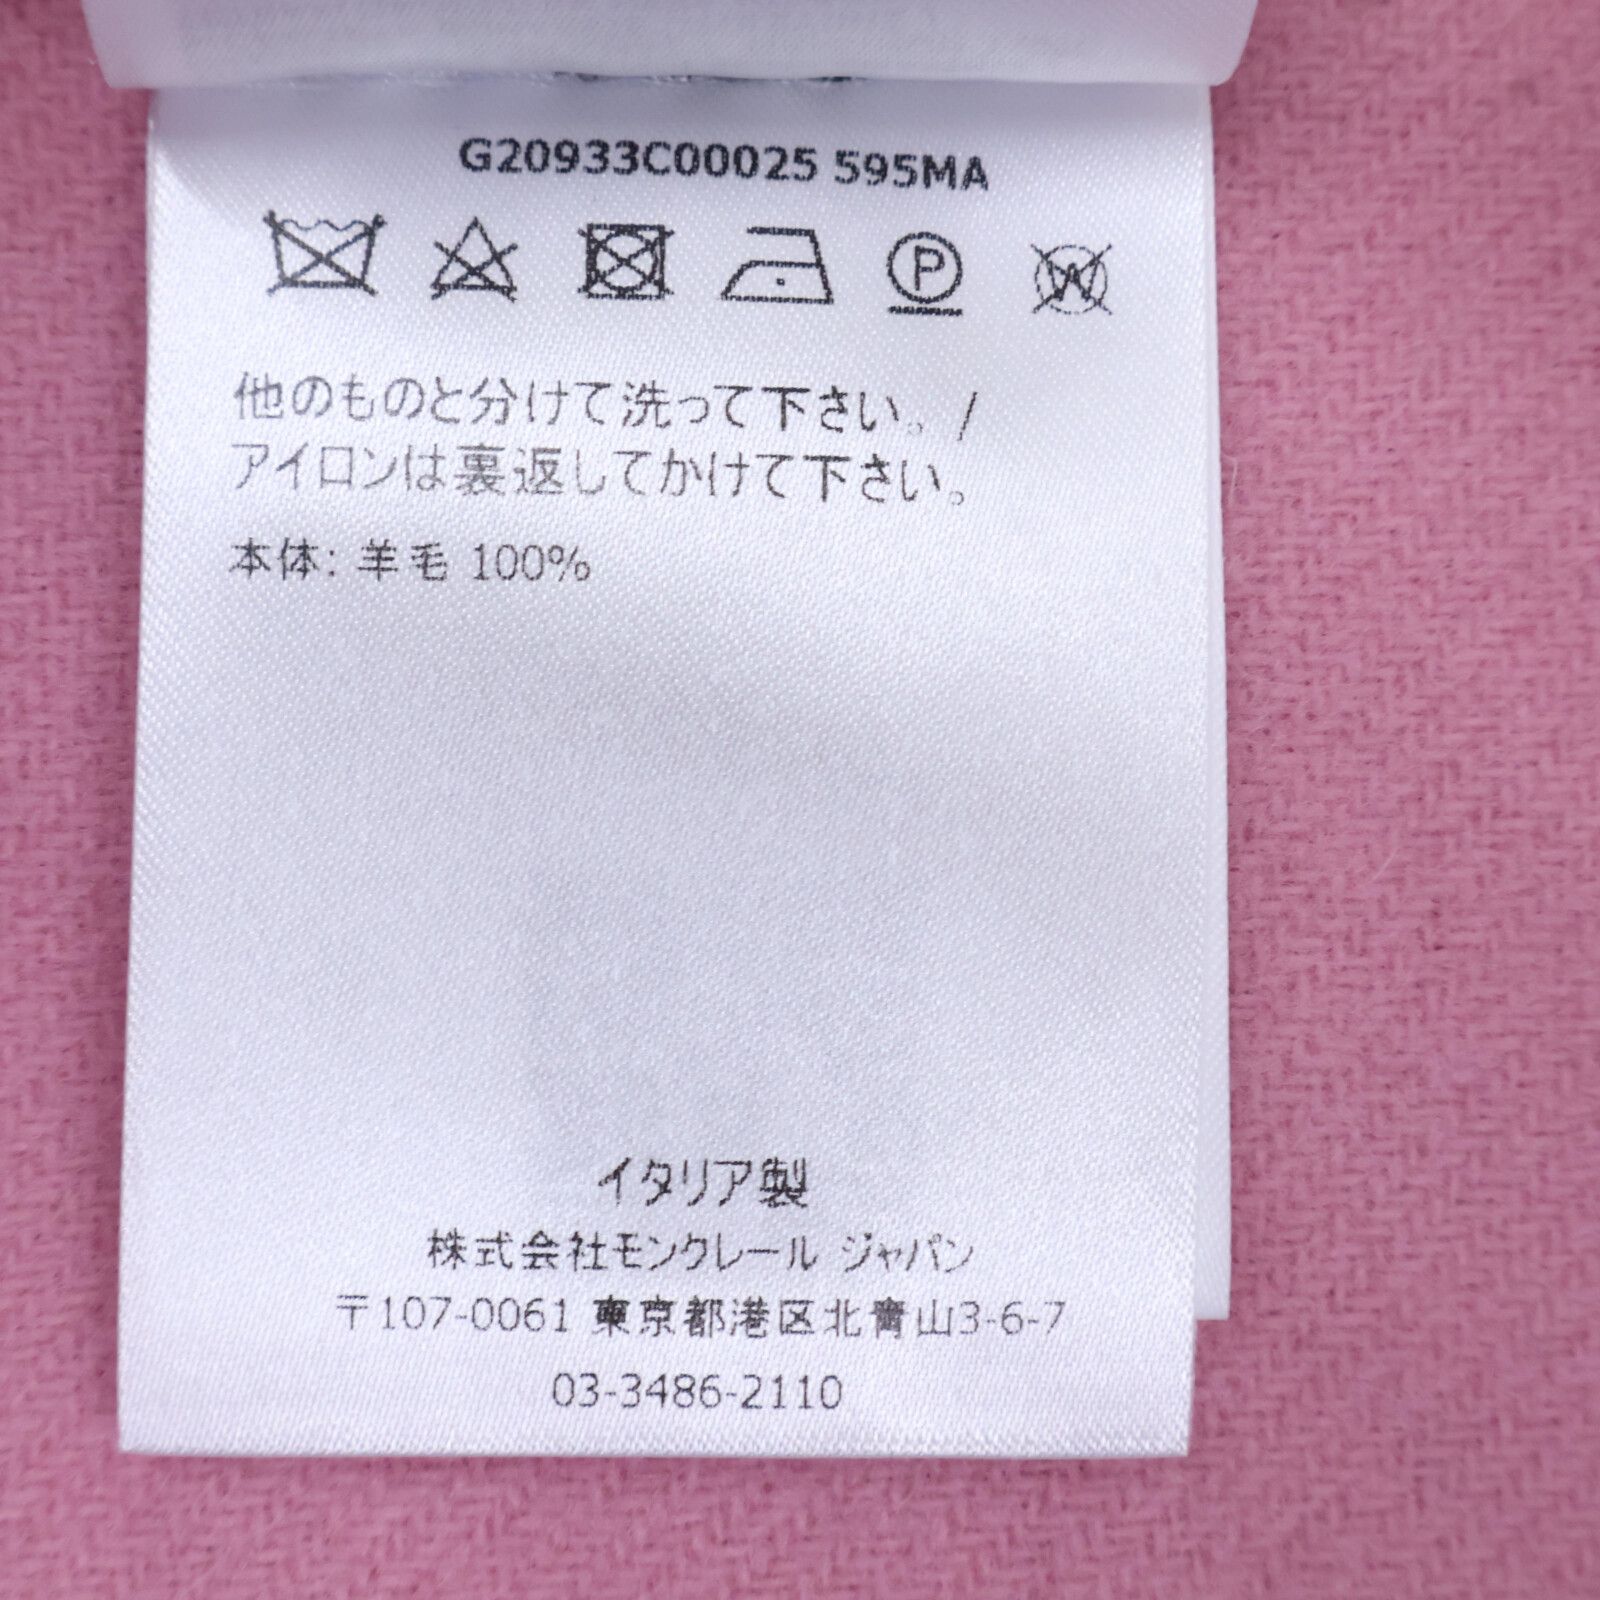 G20933C00025 595MA
P W
他のものと分けて洗って下さい。/
アイロンは裏返してかけて下さい。
本体: 羊毛 100%
イタリア製
株式会社モンクレール ジャパン
〒107-0061 東京都港区北青山3-6-7
03-3486-2110